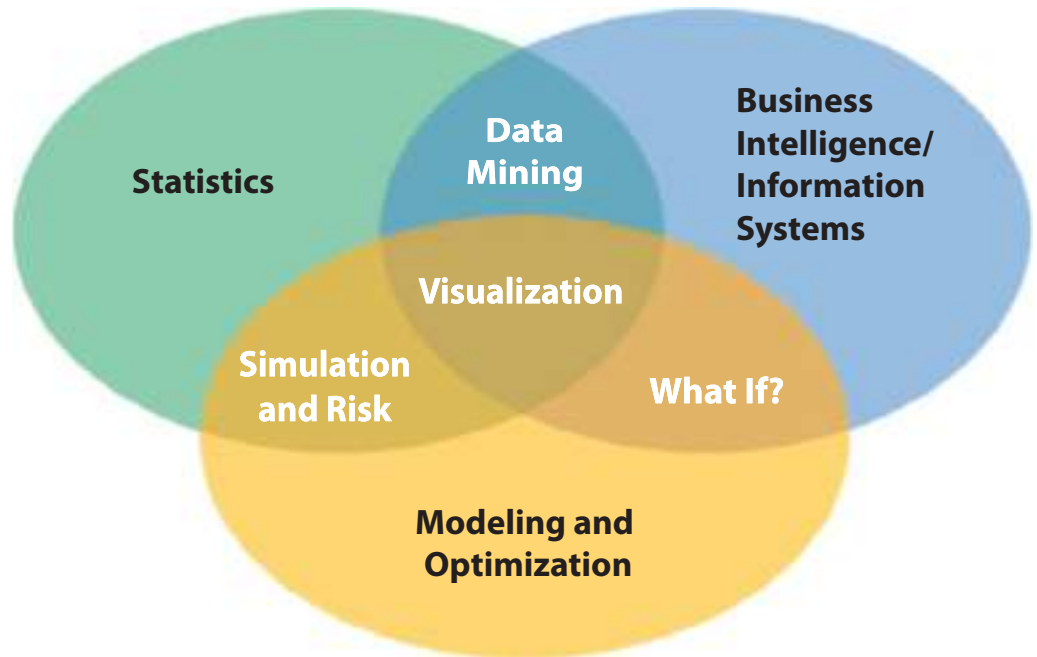 Statistics
Data
Mining
Business
Intelligence/
Information
Systems
Visualization
Simulation
and Risk
What If?
Modeling and
Optimization